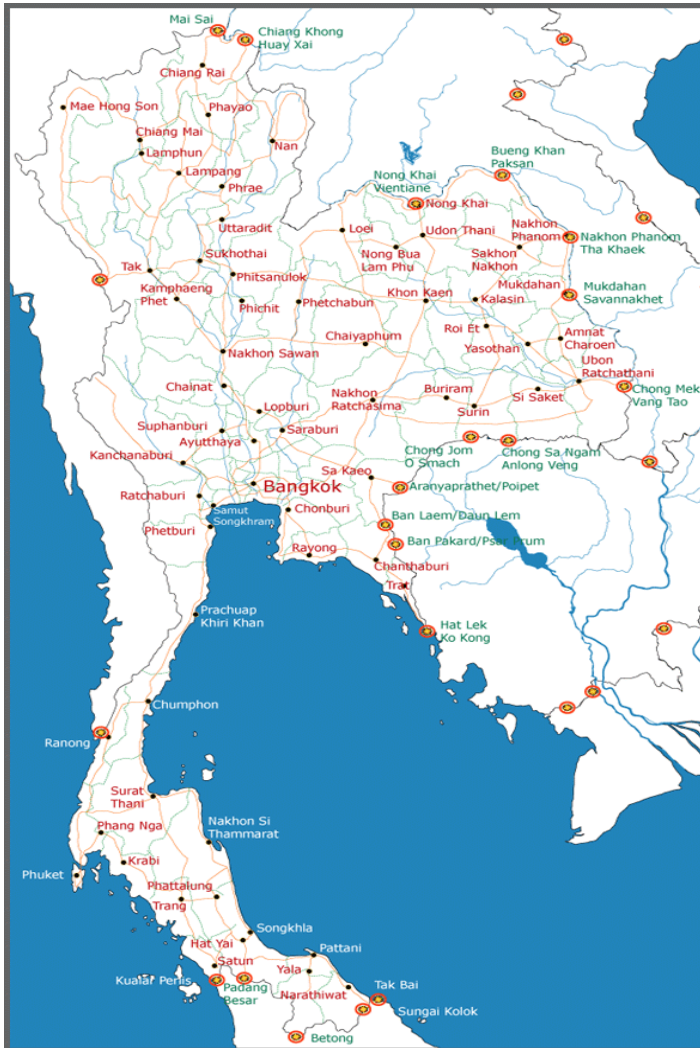 Mai Sai
Chiang Khong
Huay Xai
Chiang Rai
Mae Hong Son
Phayao
Chiang Mai
Nan
Lamphun
Lampang
Phrae
Bueng Khan
Paksan
Nong Khai
Vientiane
Nong Khai
Uttaradit
Loei
Udon Thani
Nakhon
Phanom
Nakhon Phanom
Tha Khaek
Nong Bua
Lam Phu
Sakhon
Nakhon
Sukhothai
Tak
Phitsanulok
Kamphaeng
Phet
Phichit
Phetchabun
Khon Kaen
Kalasin
Mukdahan
Mukdahan
Savannakhet
Roi Et
Chaiyaphum
Yasothan
Amnat
Charoen
Nakhon Sawan
Ubon
Ratchathani
Chainat
Chong Mek
Vang Tao
Lopburi
Nakhon
Ratchasima
Buriram
Surin
Si Saket
Suphanburi
Saraburi
Ayutthaya
Kanchanaburi
Chong Jom
O Smach
Chong Sa Ngam
Anlong Veng
Sa Kaeo
Bangkok
Aranyaprathet/Poipet
Ratchaburi
Samut
Songkhram
Chonburi
Phetburi
Ban Laem/Daun Lem
Ban Pakard/Psar Prum
Rayong
Chanthaburi
Trat
Prachuap
Khiri Khan
Hat Lek
Ko Kong
Chumphon
Ranong
Surat
Thani
Phang Nga
Nakhon Si
Thammarat
Krabi
Phuket
Phattalung
Trang
Songkhla
Hat Yai
Pattani
Satun
Kualar Perlis
Padang
Besar
Yala
Narathiwat
Tak Bai
Sungai Kolok
Betong